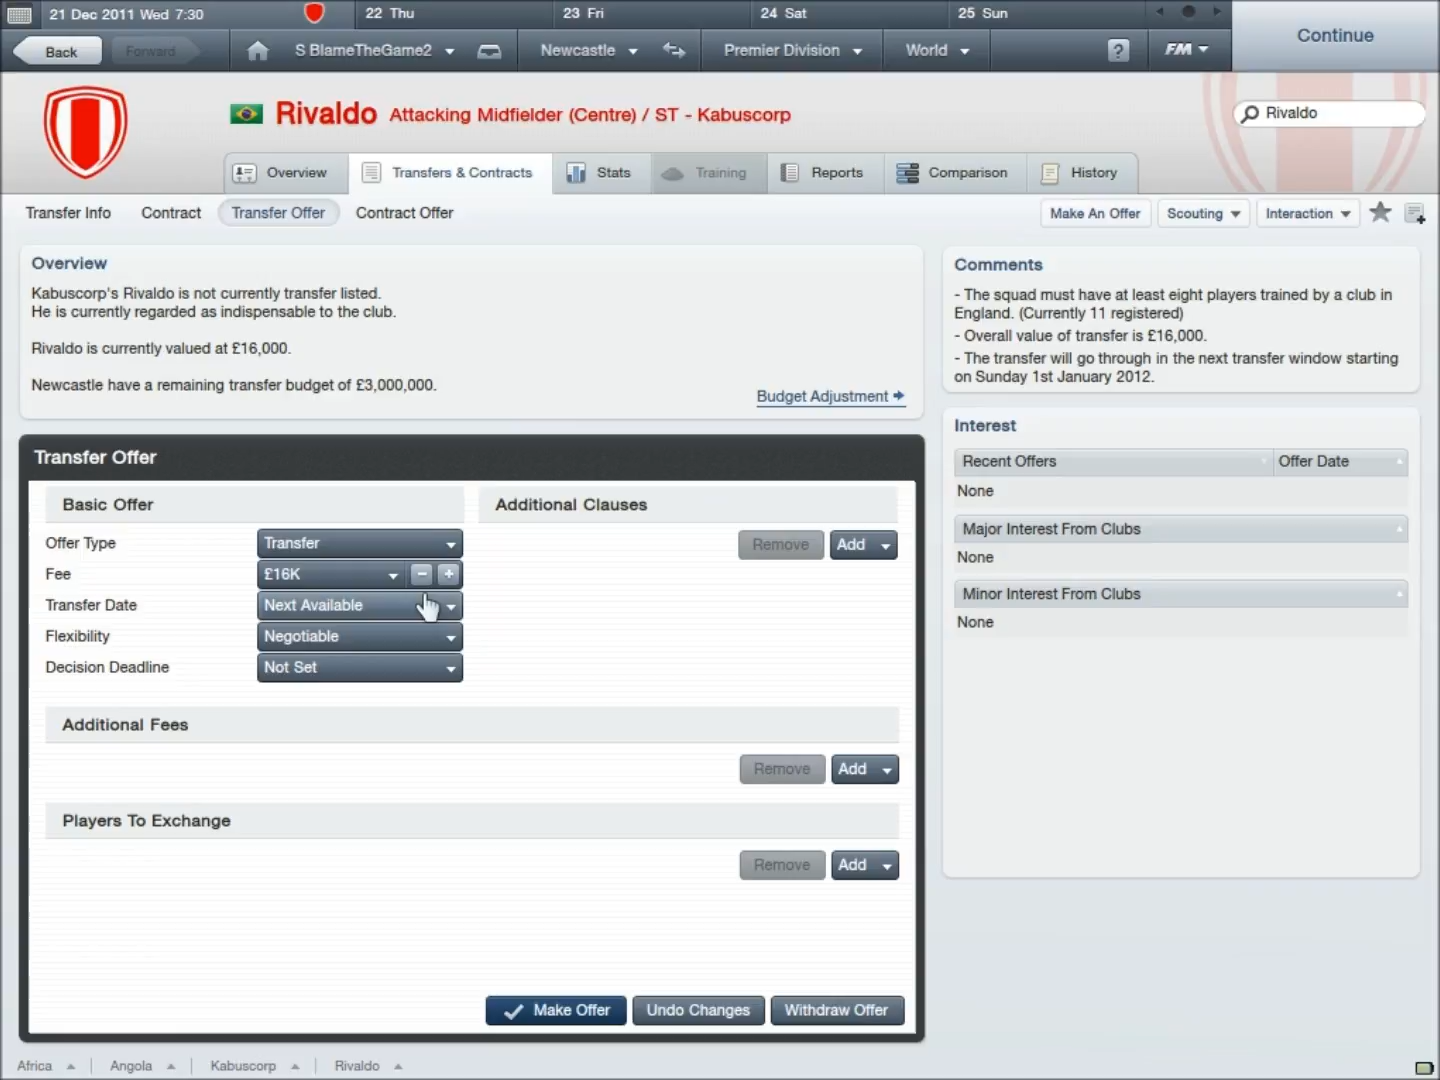 21 Dec 2011 Wed 7:30
22 Thu
23 Fri
24 Sat
25 Sun
Continue
Back
Forward
S BlameTheGame2
Newcastle
Premier Division
World
?
FM
Rivaldo
Attacking Midfielder (Centre) / ST - Kabuscorp
Rivaldo
Overview
Transfers & Contracts
Stats
Training
Reports
Comparison
History
Transfer Info
Contract
Transfer Offer
Contract Offer
Make An Offer
Scouting
Interaction
Overview
Kabuscorp's Rivaldo is not currently transfer listed.
He is currently regarded as indispensable to the club.
Rivaldo is currently valued at £16,000.
Newcastle have a remaining transfer budget of £3,000,000.
Budget Adjustment
Comments
- The squad must have at least eight players trained by a club in
England. (Currently 11 registered)
- Overall value of transfer is £16,000.
- The transfer will go through in the next transfer window starting
on Sunday 1st January 2012.
Transfer Offer
Basic Offer
Offer Type
Transfer
Fee
£16K
Transfer Date
Next Available
Flexibility
Negotiable
Decision Deadline
Not Set
Additional Clauses
Remove
Add
Additional Fees
Remove
Add
Players To Exchange
Remove
Add
Make Offer
Undo Changes
Withdraw Offer
Interest
Recent Offers
Offer Date
None
Major Interest From Clubs
None
Minor Interest From Clubs
None
Africa
Angola
Kabuscorp
Rivaldo